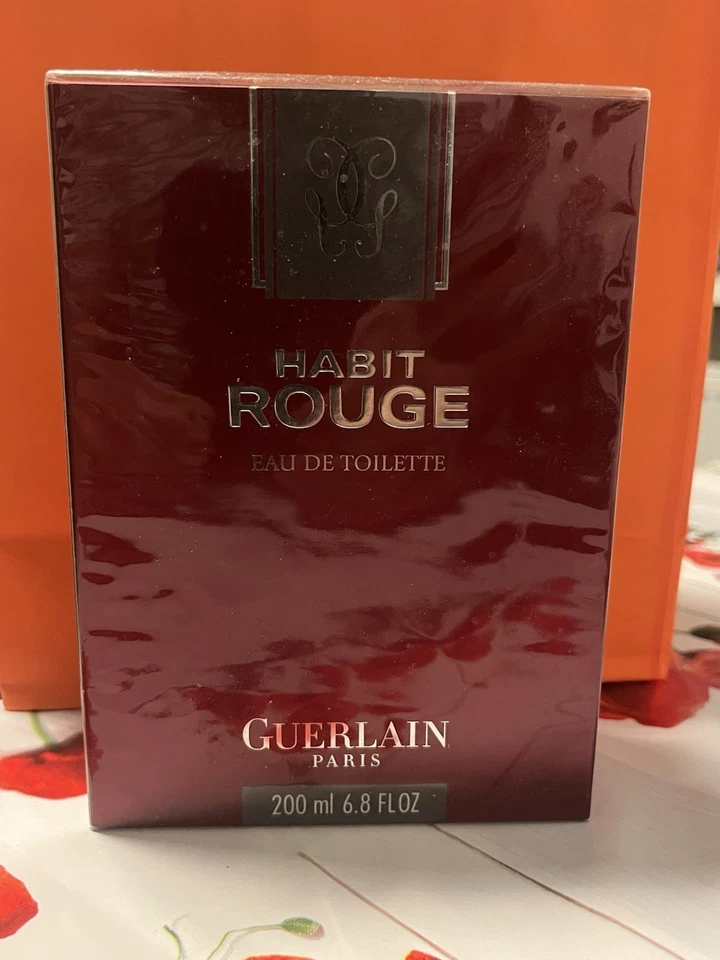 HABIT
ROUGE
EAU DE TOILETTE
GUERLAIN
PARIS
200 ml 6.8 FL OZ